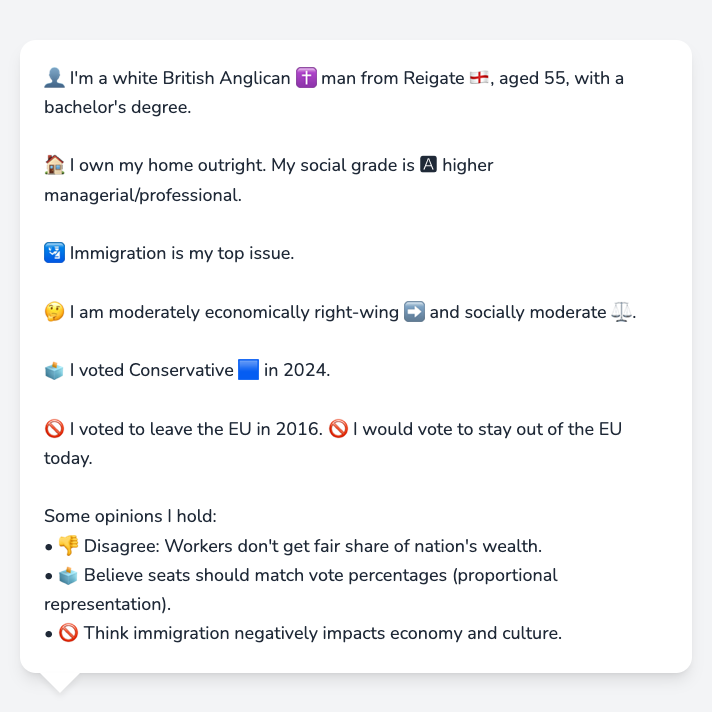 👤 I'm a white British Anglican ✝️ man from Reigate 🏴󠁧󠁢󠁥󠁮󠁧󠁿, aged 55, with a
bachelor's degree.
🏠 I own my home outright. My social grade is 🅰 higher
managerial/professional.
🛂 Immigration is my top issue.
🤔 I am moderately economically right-wing ➡️ and socially moderate ⚖️.
🗳️ I voted Conservative 🟦 in 2024.
🚫 I voted to leave the EU in 2016. 🚫 I would vote to stay out of the EU
today.
Some opinions I hold:
• 👎 Disagree: Workers don't get fair share of nation's wealth.
• 🗳️ Believe seats should match vote percentages (proportional
representation).
• 🚫 Think immigration negatively impacts economy and culture.